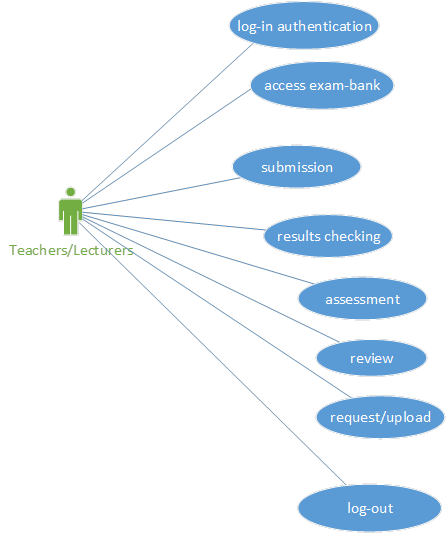 log-in authentication
access exam-bank
submission
results checking
Teachers/Lecturers
assessment
review
request/upload
log-out